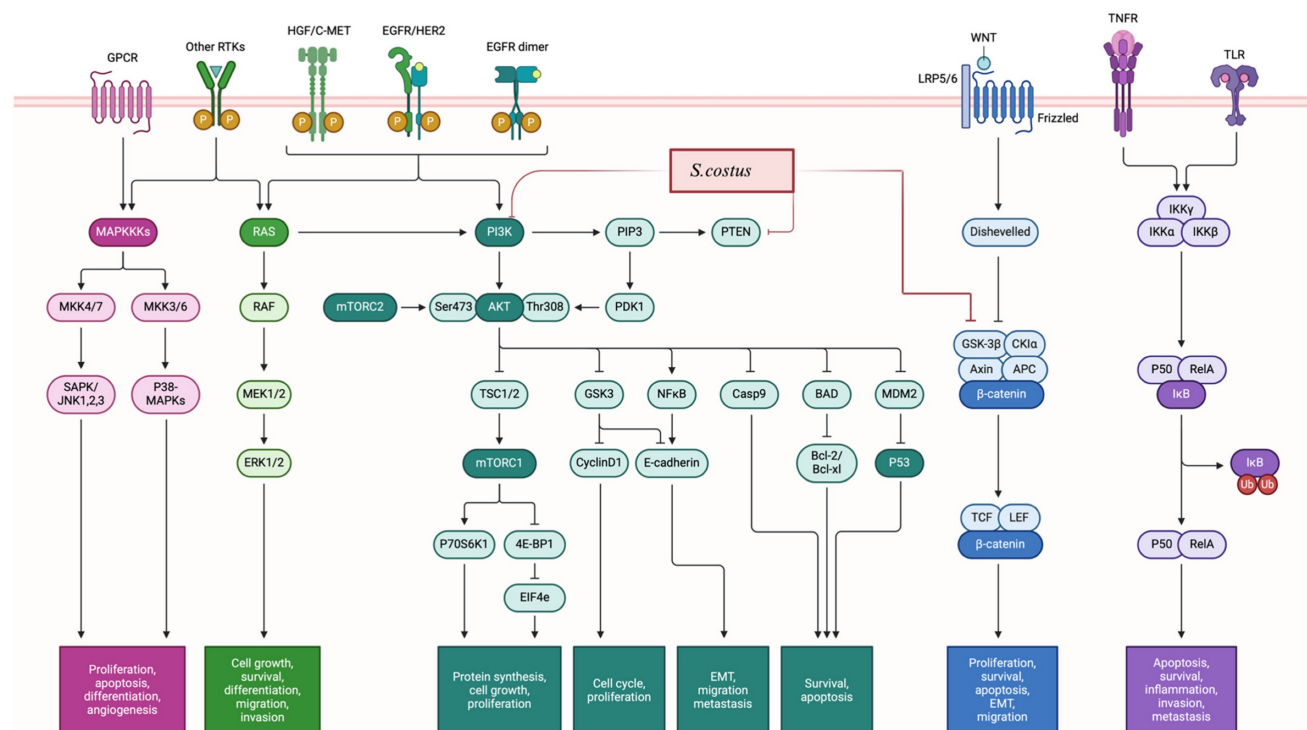 GPCR
Other RTKs
HGF/C-MET
EGFR/HER2
EGFR dimer
WNT
LRP5/6
Frizzled
TNFR
TLR
P P
P P
P P
P P
S.costus
MAPKKKs
RAS
PI3K
PIP3
PTEN
Dishevelled
IKKγ
IKKα
IKKβ
MKK4/7
MKK3/6
RAF
mTORC2
Ser473
AKT
Thr308
PDK1
GSK-3β
CKIα
Axin
APC
β-catenin
P50
RelA
IκB
SAPK/
JNK1,2,3
P38-
MAPKs
MEK1/2
TSC1/2
GSK3
NFκB
Casp9
BAD
MDM2
ERK1/2
mTORC1
CyclinD1
E-cadherin
Bcl-2/
Bcl-xl
P53
IκB
Ub Ub
P70S6K1
4E-BP1
EIF4e
TCF
LEF
β-catenin
P50
RelA
Proliferation,
apoptosis,
differentiation,
angiogenesis
Cell growth,
survival,
differentiation,
migration,
invasion
Protein synthesis,
cell growth,
proliferation
Cell cycle,
proliferation
EMT,
migration
metastasis
Survival,
apoptosis
Proliferation,
survival,
apoptosis,
EMT,
migration
Apoptosis,
survival,
inflammation,
invasion,
metastasis